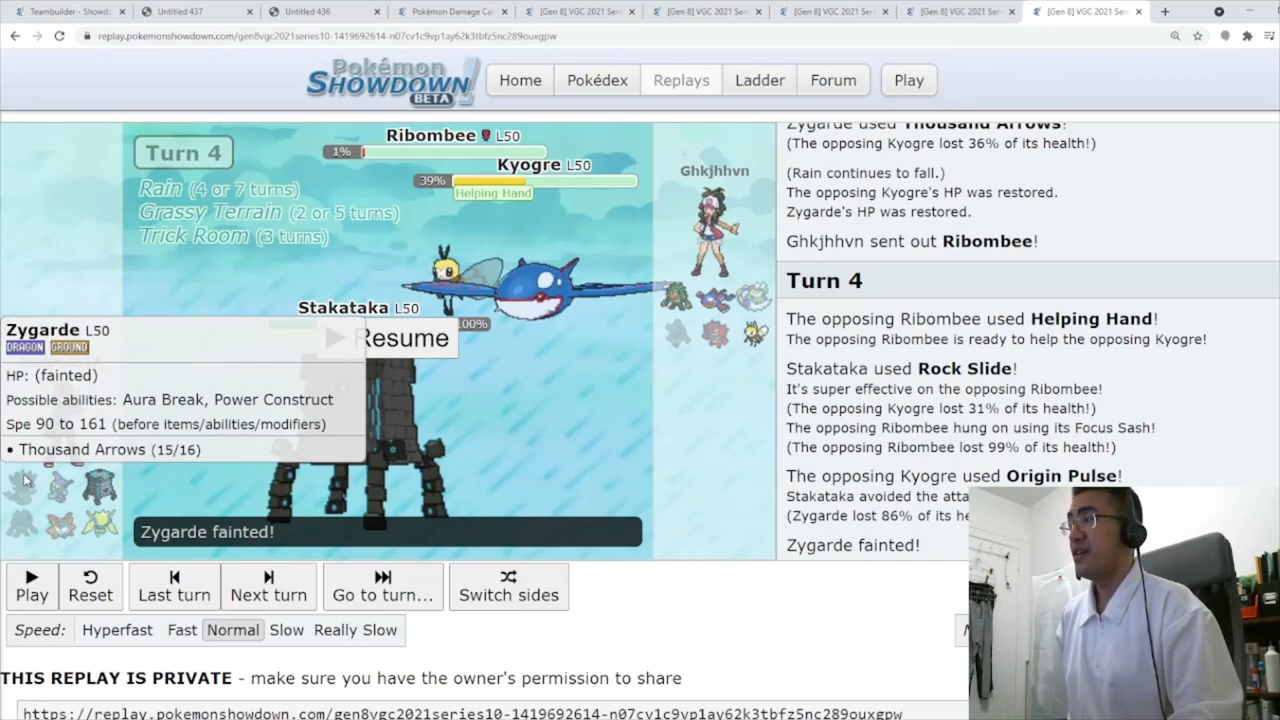 Teambuilder - Showdo
Untitled 437
Untitled 436
Pokémon Damage Cal
[Gen 8] VGC 2021 Seri
[Gen 8] VGC 2021 Seri
[Gen 8] VGC 2021 Seri
[Gen 8] VGC 2021 Seri
[Gen 8] VGC 2021 Seri
replay.pokemonshowdown.com/gen8vgc2021series10-1419692614-n07cv1c9vp1ay62k3tbfz5nc289ouxgpw
Pokémon
SHOWDOWN!
BETA
Home
Pokédex
Replays
Ladder
Forum
Play
Turn 4
Rain (4 or 7 turns)
Grassy Terrain (2 or 5 turns)
Trick Room (3 turns)
Ribombee L50
1%
Kyogre L50
39%
Helping Hand
Ghkjhhvn
Stakataka L50
100%
Resume
Zygarde L50
DRAGON GROUND
HP: (fainted)
Possible abilities: Aura Break, Power Construct
Spe 90 to 161 (before items/abilities/modifiers)
• Thousand Arrows (15/16)
Zygarde fainted!
Zygarde used Thousand Arrows!
(The opposing Kyogre lost 36% of its health!)
(Rain continues to fall.)
The opposing Kyogre's HP was restored.
Zygarde's HP was restored.
Ghkjhhvn sent out Ribombee!
Turn 4
The opposing Ribombee used Helping Hand!
The opposing Ribombee is ready to help the opposing Kyogre!
Stakataka used Rock Slide!
It's super effective on the opposing Ribombee!
(The opposing Kyogre lost 31% of its health!)
The opposing Ribombee hung on using its Focus Sash!
(The opposing Ribombee lost 99% of its health!)
The opposing Kyogre used Origin Pulse!
Stakataka avoided the atta
(Zygarde lost 86% of its he
Zygarde fainted!
Play
Reset
Last turn
Next turn
Go to turn...
Switch sides
Speed:
Hyperfast
Fast
Normal
Slow
Really Slow
THIS REPLAY IS PRIVATE - make sure you have the owner's permission to share
https://replay.pokemonshowdown.com/gen8vgc2021series10-1419692614-n07cv1c9vp1ay62k3tbfz5nc289ouxgpw